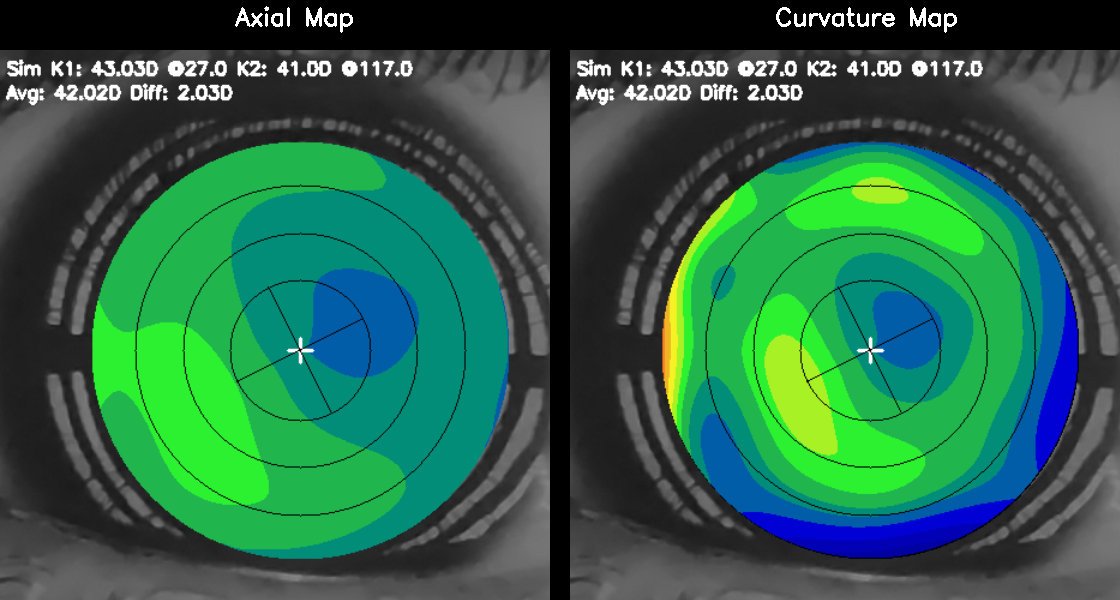 Axial Map
Sim K1: 43.03D @27.0 K2: 41.0D @117.0
Avg: 42.02D Diff: 2.03D
Curvature Map
Sim K1: 43.03D @27.0 K2: 41.0D @117.0
Avg: 42.02D Diff: 2.03D